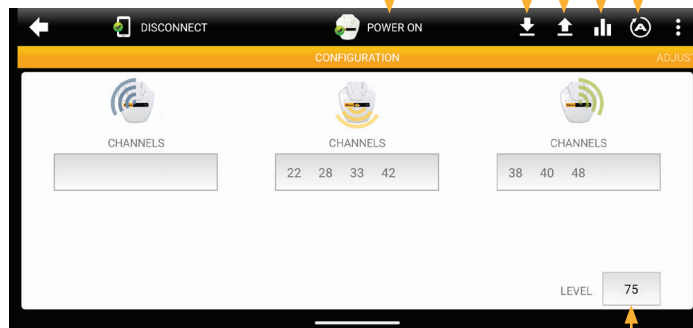 DISCONNECT POWER ON
CONFIGURATION ADJUS
CHANNELS CHANNELS CHANNELS
22 28 33 42 38 40 48
LEVEL 75